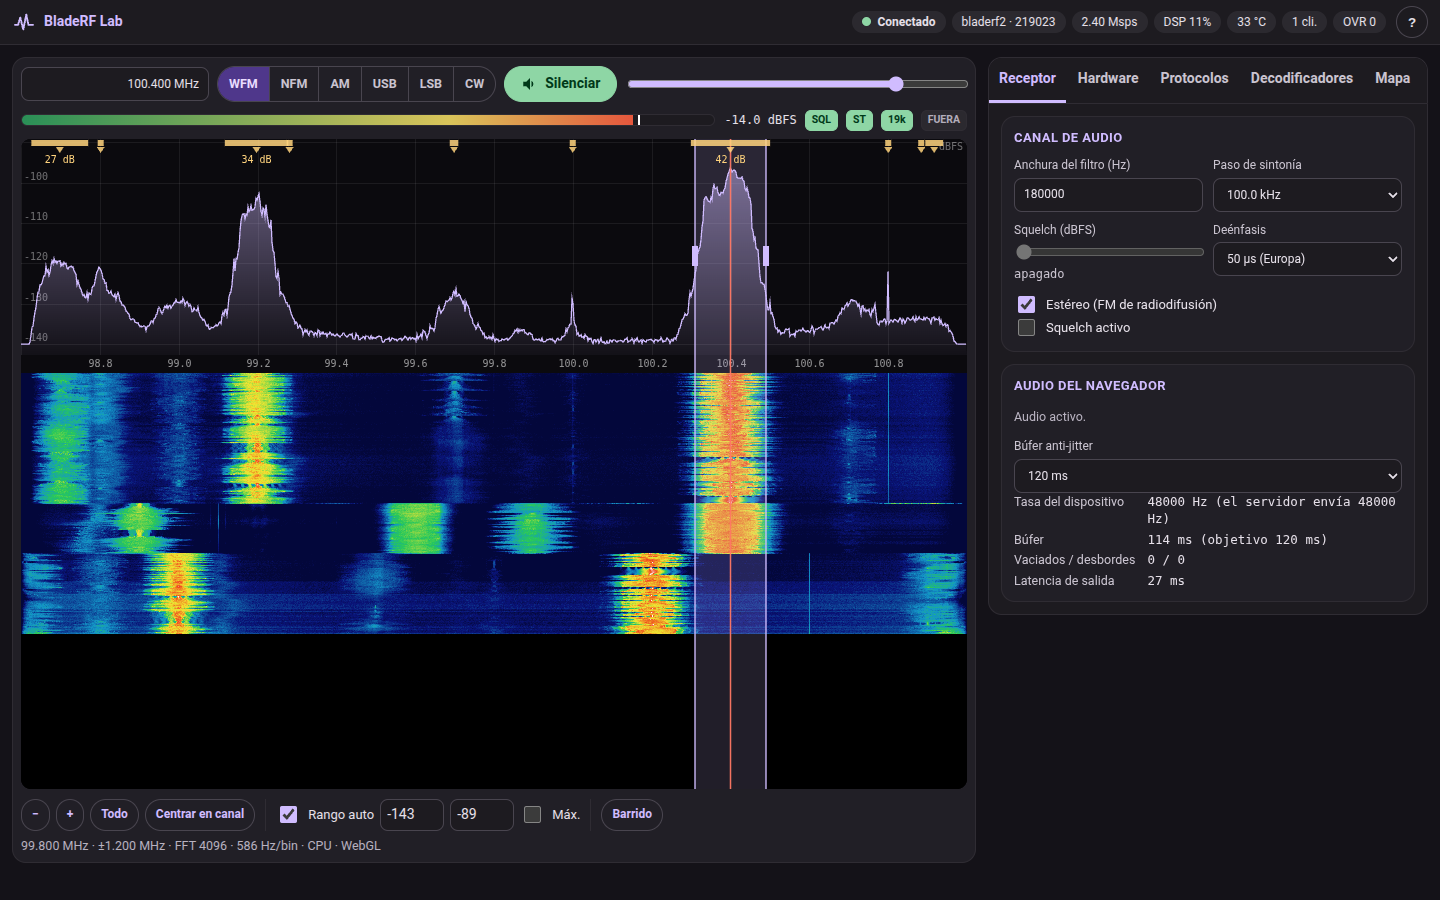 BladeRF Lab
Conectado
bladerf2 · 219023
2.40 Msps
DSP 11%
33 °C
1 cli.
OVR 0
?
100.400 MHz
WFM
NFM
AM
USB
LSB
CW
Silenciar
-14.0 dBFS
SQL
ST
19k
FUERA
27 dB
34 dB
42 dB
dBFS
-100
-110
-120
-130
-140
98.8
99.0
99.2
99.4
99.6
99.8
100.0
100.2
100.4
100.6
100.8
−
+
Todo
Centrar en canal
Rango auto
-143
-89
Máx.
Barrido
99.800 MHz · ±1.200 MHz · FFT 4096 · 586 Hz/bin · CPU · WebGL
Receptor
Hardware
Protocolos
Decodificadores
Mapa
CANAL DE AUDIO
Anchura del filtro (Hz)
Paso de sintonía
180000
100.0 kHz
Squelch (dBFS)
Deénfasis
50 µs (Europa)
apagado
Estéreo (FM de radiodifusión)
Squelch activo
AUDIO DEL NAVEGADOR
Audio activo.
Búfer anti-jitter
120 ms
Tasa del dispositivo
48000 Hz (el servidor envía 48000
Hz)
Búfer
114 ms (objetivo 120 ms)
Vaciados / desbordes
0 / 0
Latencia de salida
27 ms